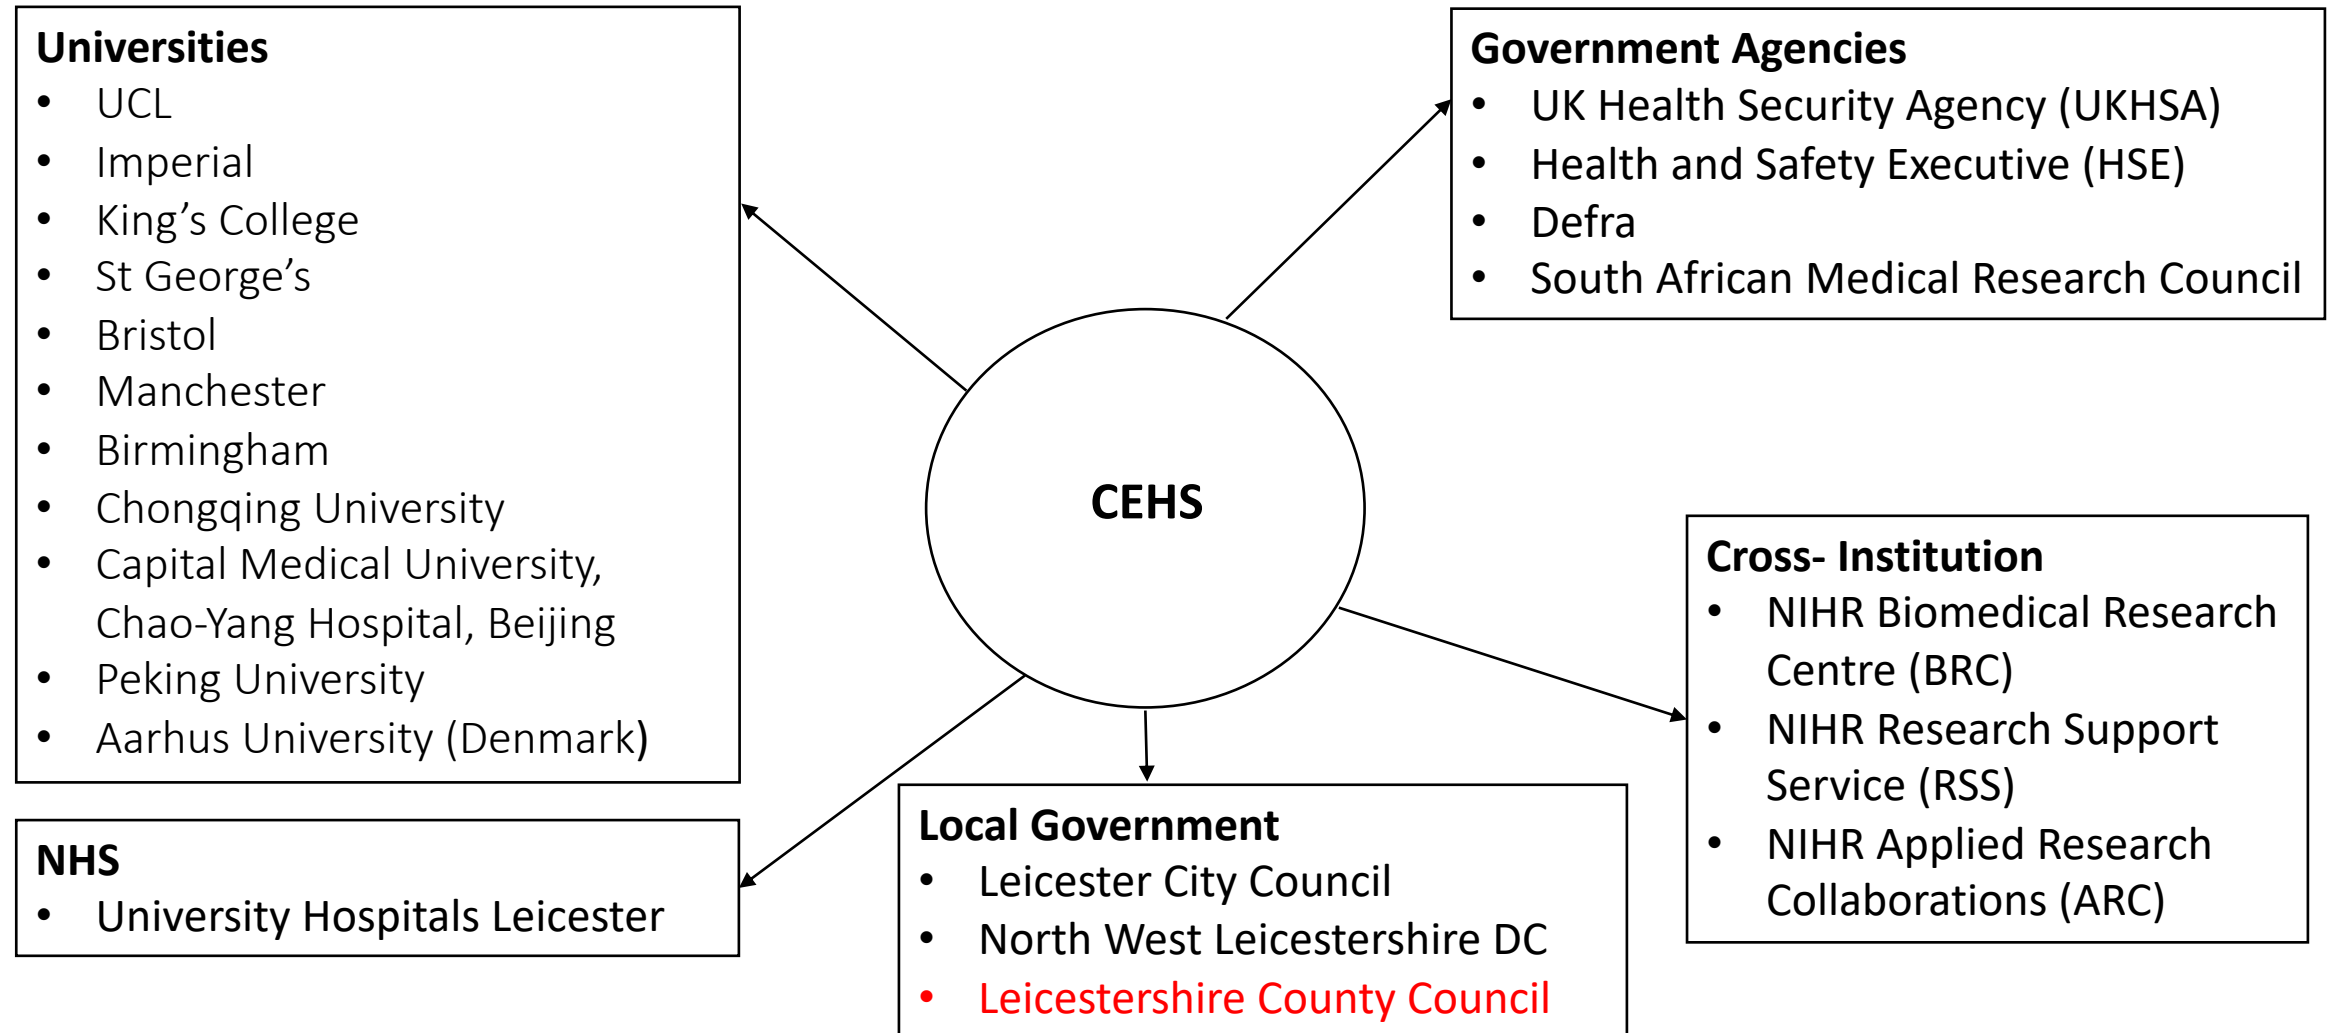 Universities
• UCL
• Imperial
• King’s College
• St George’s
• Bristol
• Manchester
• Birmingham
• Chongqing University
• Capital Medical University,
Chao-Yang Hospital, Beijing
• Peking University
• Aarhus University (Denmark)
NHS
• University Hospitals Leicester
CEHS
Local Government
• Leicester City Council
• North West Leicestershire DC
• Leicestershire County Council
Government Agencies
• UK Health Security Agency (UKHSA)
• Health and Safety Executive (HSE)
• Defra
• South African Medical Research Council
Cross- Institution
• NIHR Biomedical Research
Centre (BRC)
• NIHR Research Support
Service (RSS)
• NIHR Applied Research
Collaborations (ARC)